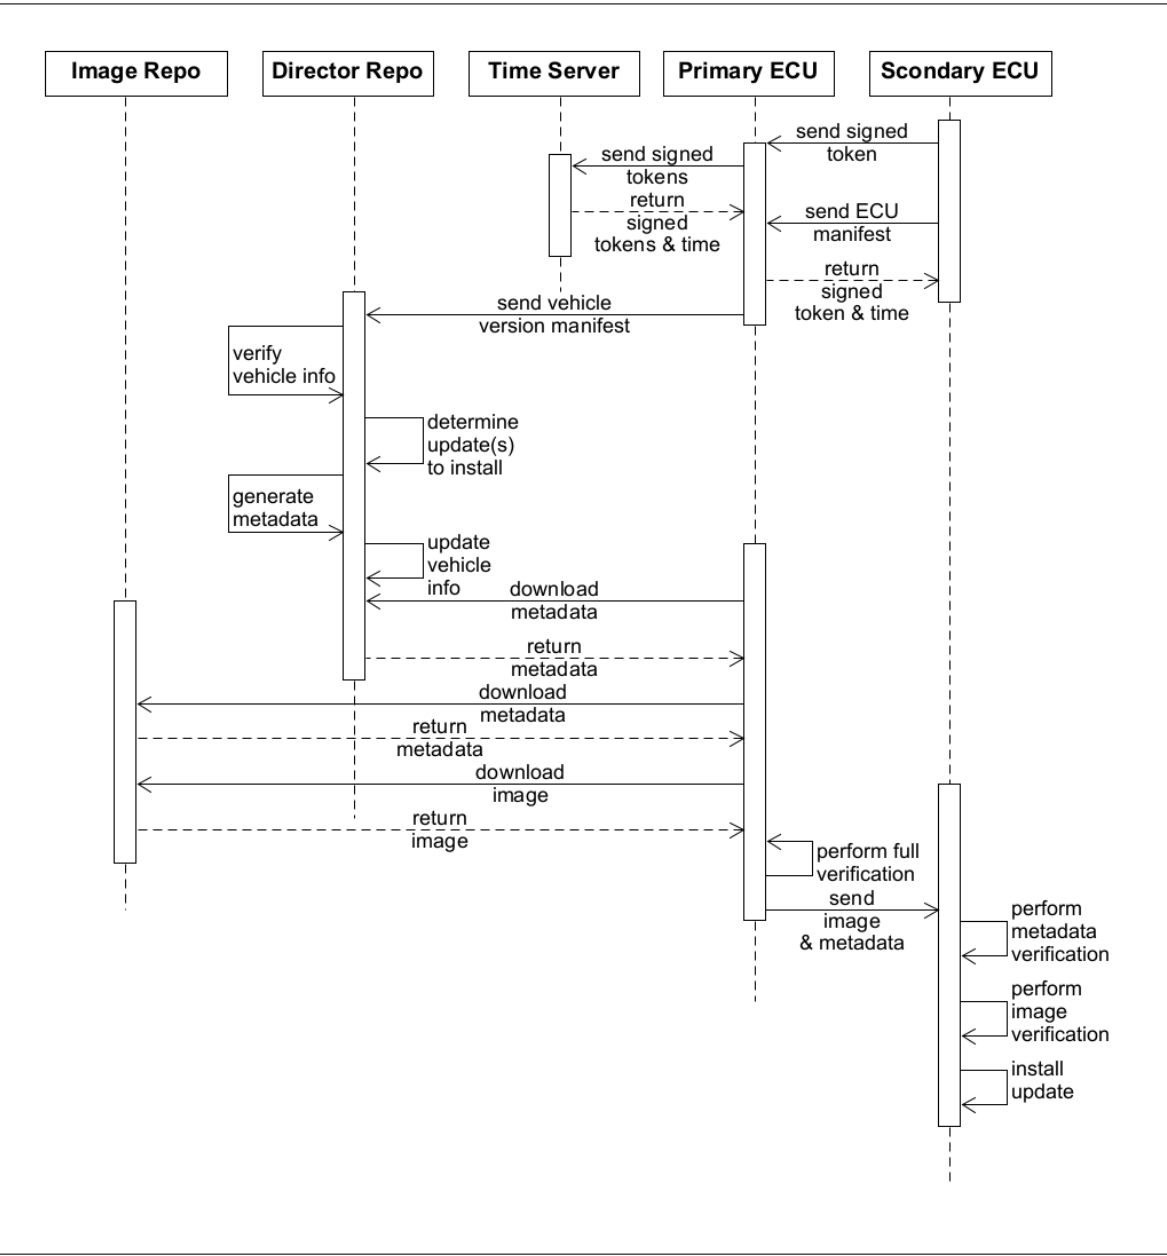 Image Repo
Director Repo
Time Server
Primary ECU
Scondary ECU
send signed
token
send signed
tokens
return
signed
tokens & time
send ECU
manifest
return
signed
token & time
send vehicle
version manifest
verify
vehicle info
determine
update(s)
to install
generate
metadata
update
vehicle
info
download
metadata
return
metadata
download
metadata
return
metadata
download
image
return
image
perform full
verification
send
image
& metadata
perform
metadata
verification
perform
image
verification
install
update